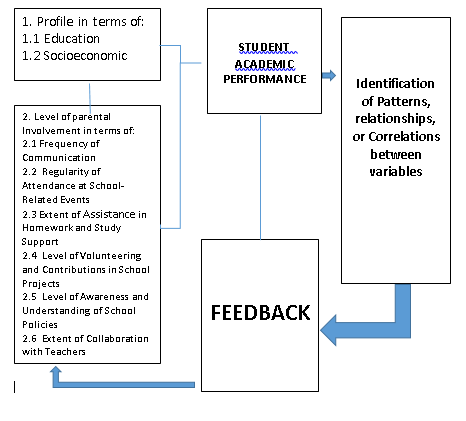 1. Profile in terms of:
1.1 Education
1.2 Socioeconomic
2. Level of parental
Involvement in terms of:
2.1 Frequency of
Communication
2.2 Regularity of
Attendance at School-
Related Events
2.3 Extent of Assistance in
Homework and Study
Support
2.4 Level of Volunteering
and Contributions in School
Projects
2.5 Level of Awareness and
Understanding of School
Policies
2.6 Extent of Collaboration
with Teachers
STUDENT
ACADEMIC
PERFORMANCE
Identification
of Patterns,
relationships,
or Correlations
between
variables
FEEDBACK